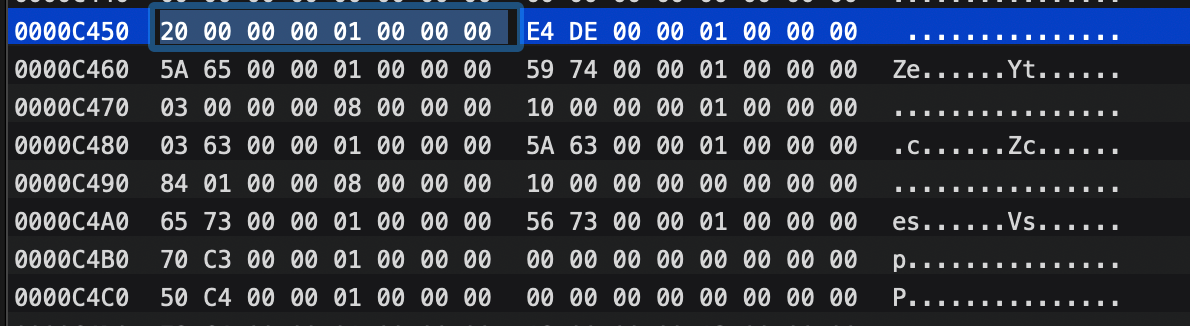 0000C450 20 00 00 00 01 00 00 00 E4 DE 00 00 01 00 00 00 ...............
0000C460 5A 65 00 00 01 00 00 00 59 74 00 00 01 00 00 00 Ze......Yt......
0000C470 03 00 00 00 08 00 00 00 10 00 00 00 01 00 00 00 ................
0000C480 03 63 00 00 01 00 00 00 5A 63 00 00 01 00 00 00 .c......Zc......
0000C490 84 01 00 00 08 00 00 00 10 00 00 00 00 00 00 00 ................
0000C4A0 65 73 00 00 01 00 00 00 56 73 00 00 01 00 00 00 es......Vs......
0000C4B0 70 C3 00 00 01 00 00 00 00 00 00 00 00 00 00 00 p...............
0000C4C0 50 C4 00 00 01 00 00 00 00 00 00 00 00 00 00 00 P...............